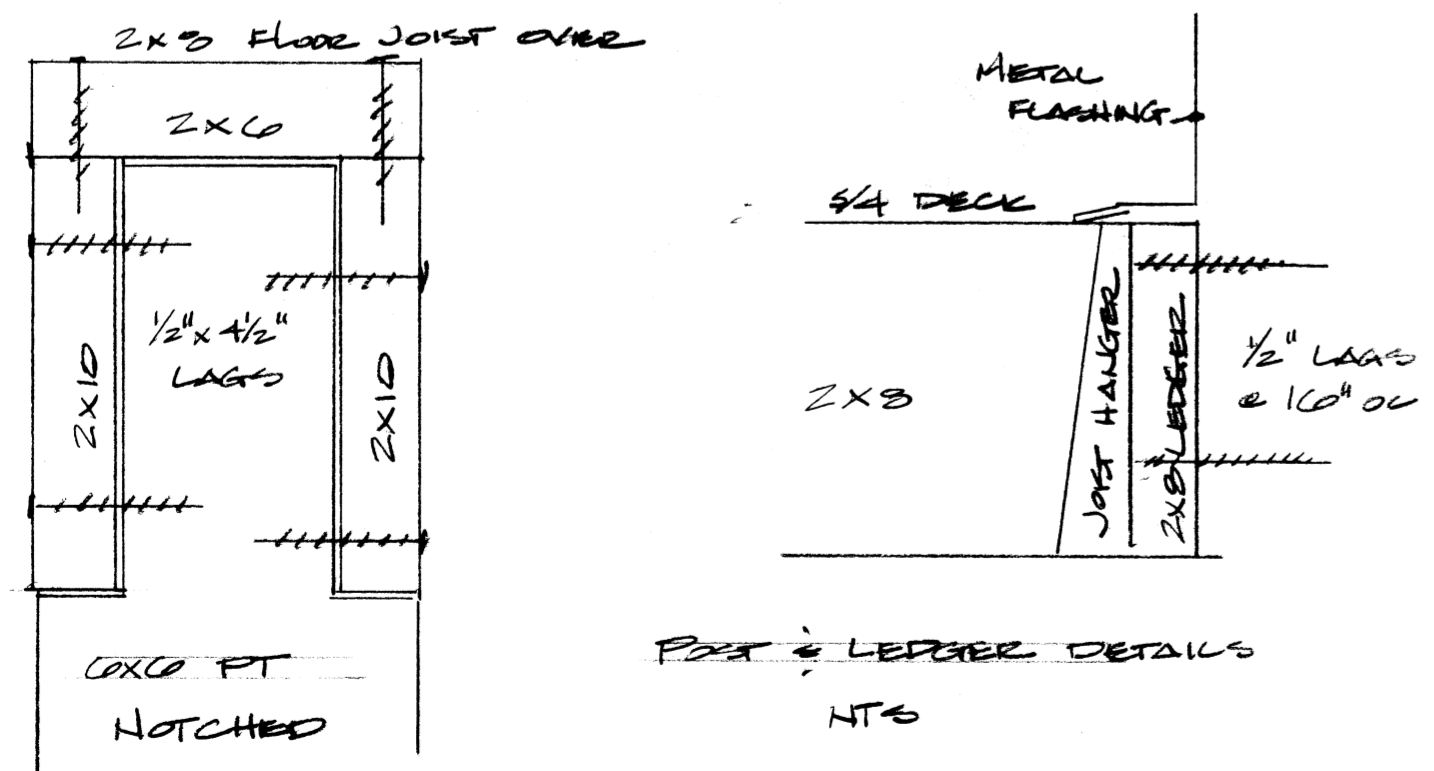 2x8 FLOOR JOIST OVER
2x6
1/2" x 4 1/2"
LAGS
2x10
2x10
6x6 PT
NOTCHED
METAL
FLASHING
5/4 DECK
2x8
JOIST HANGER
2x8 LEDGER
1/2" LAGS
@ 16" OC
POST & LEDGER DETAILS
NTS